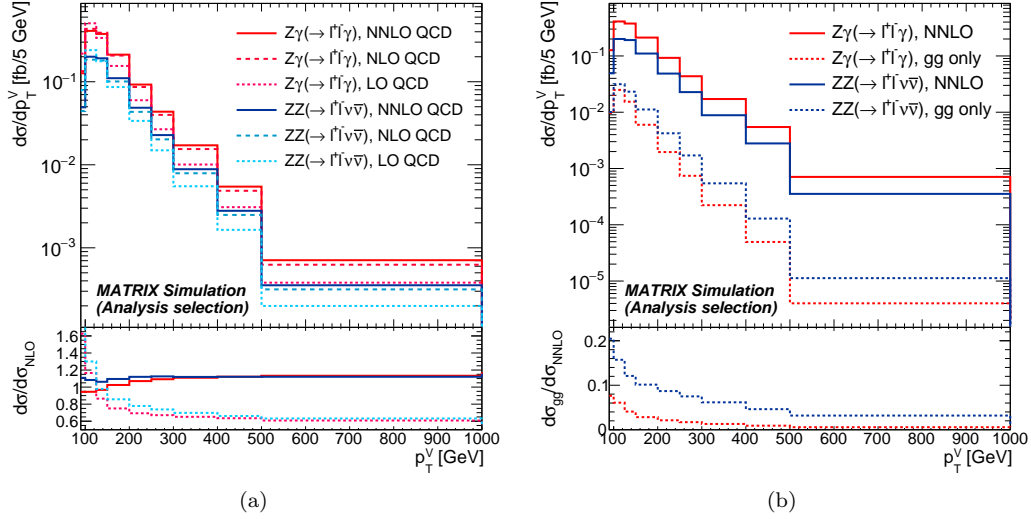 dσ/dp_T^V [fb/5 GeV]
10⁻¹
10⁻²
10⁻³
Zγ(→ l⁺l⁻γ), NNLO QCD
Zγ(→ l⁺l⁻γ), NLO QCD
Zγ(→ l⁺l⁻γ), LO QCD
ZZ(→ l⁺l⁻νν̅), NNLO QCD
ZZ(→ l⁺l⁻νν̅), NLO QCD
ZZ(→ l⁺l⁻νν̅), LO QCD
MATRIX Simulation
(Analysis selection)
dσ/dσ_NLO
1.6
1.4
1.2
1
0.8
0.6
100 200 300 400 500 600 700 800 900 1000
p_T^V [GeV]
(a)
dσ/dp_T^V [fb/5 GeV]
10⁻¹
10⁻²
10⁻³
10⁻⁴
10⁻⁵
Zγ(→ l⁺l⁻γ), NNLO
Zγ(→ l⁺l⁻γ), gg only
ZZ(→ l⁺l⁻νν̅), NNLO
ZZ(→ l⁺l⁻νν̅), gg only
MATRIX Simulation
(Analysis selection)
dσ_gg/dσ_NNLO
0.2
0.1
0
100 200 300 400 500 600 700 800 900 1000
p_T^V [GeV]
(b)